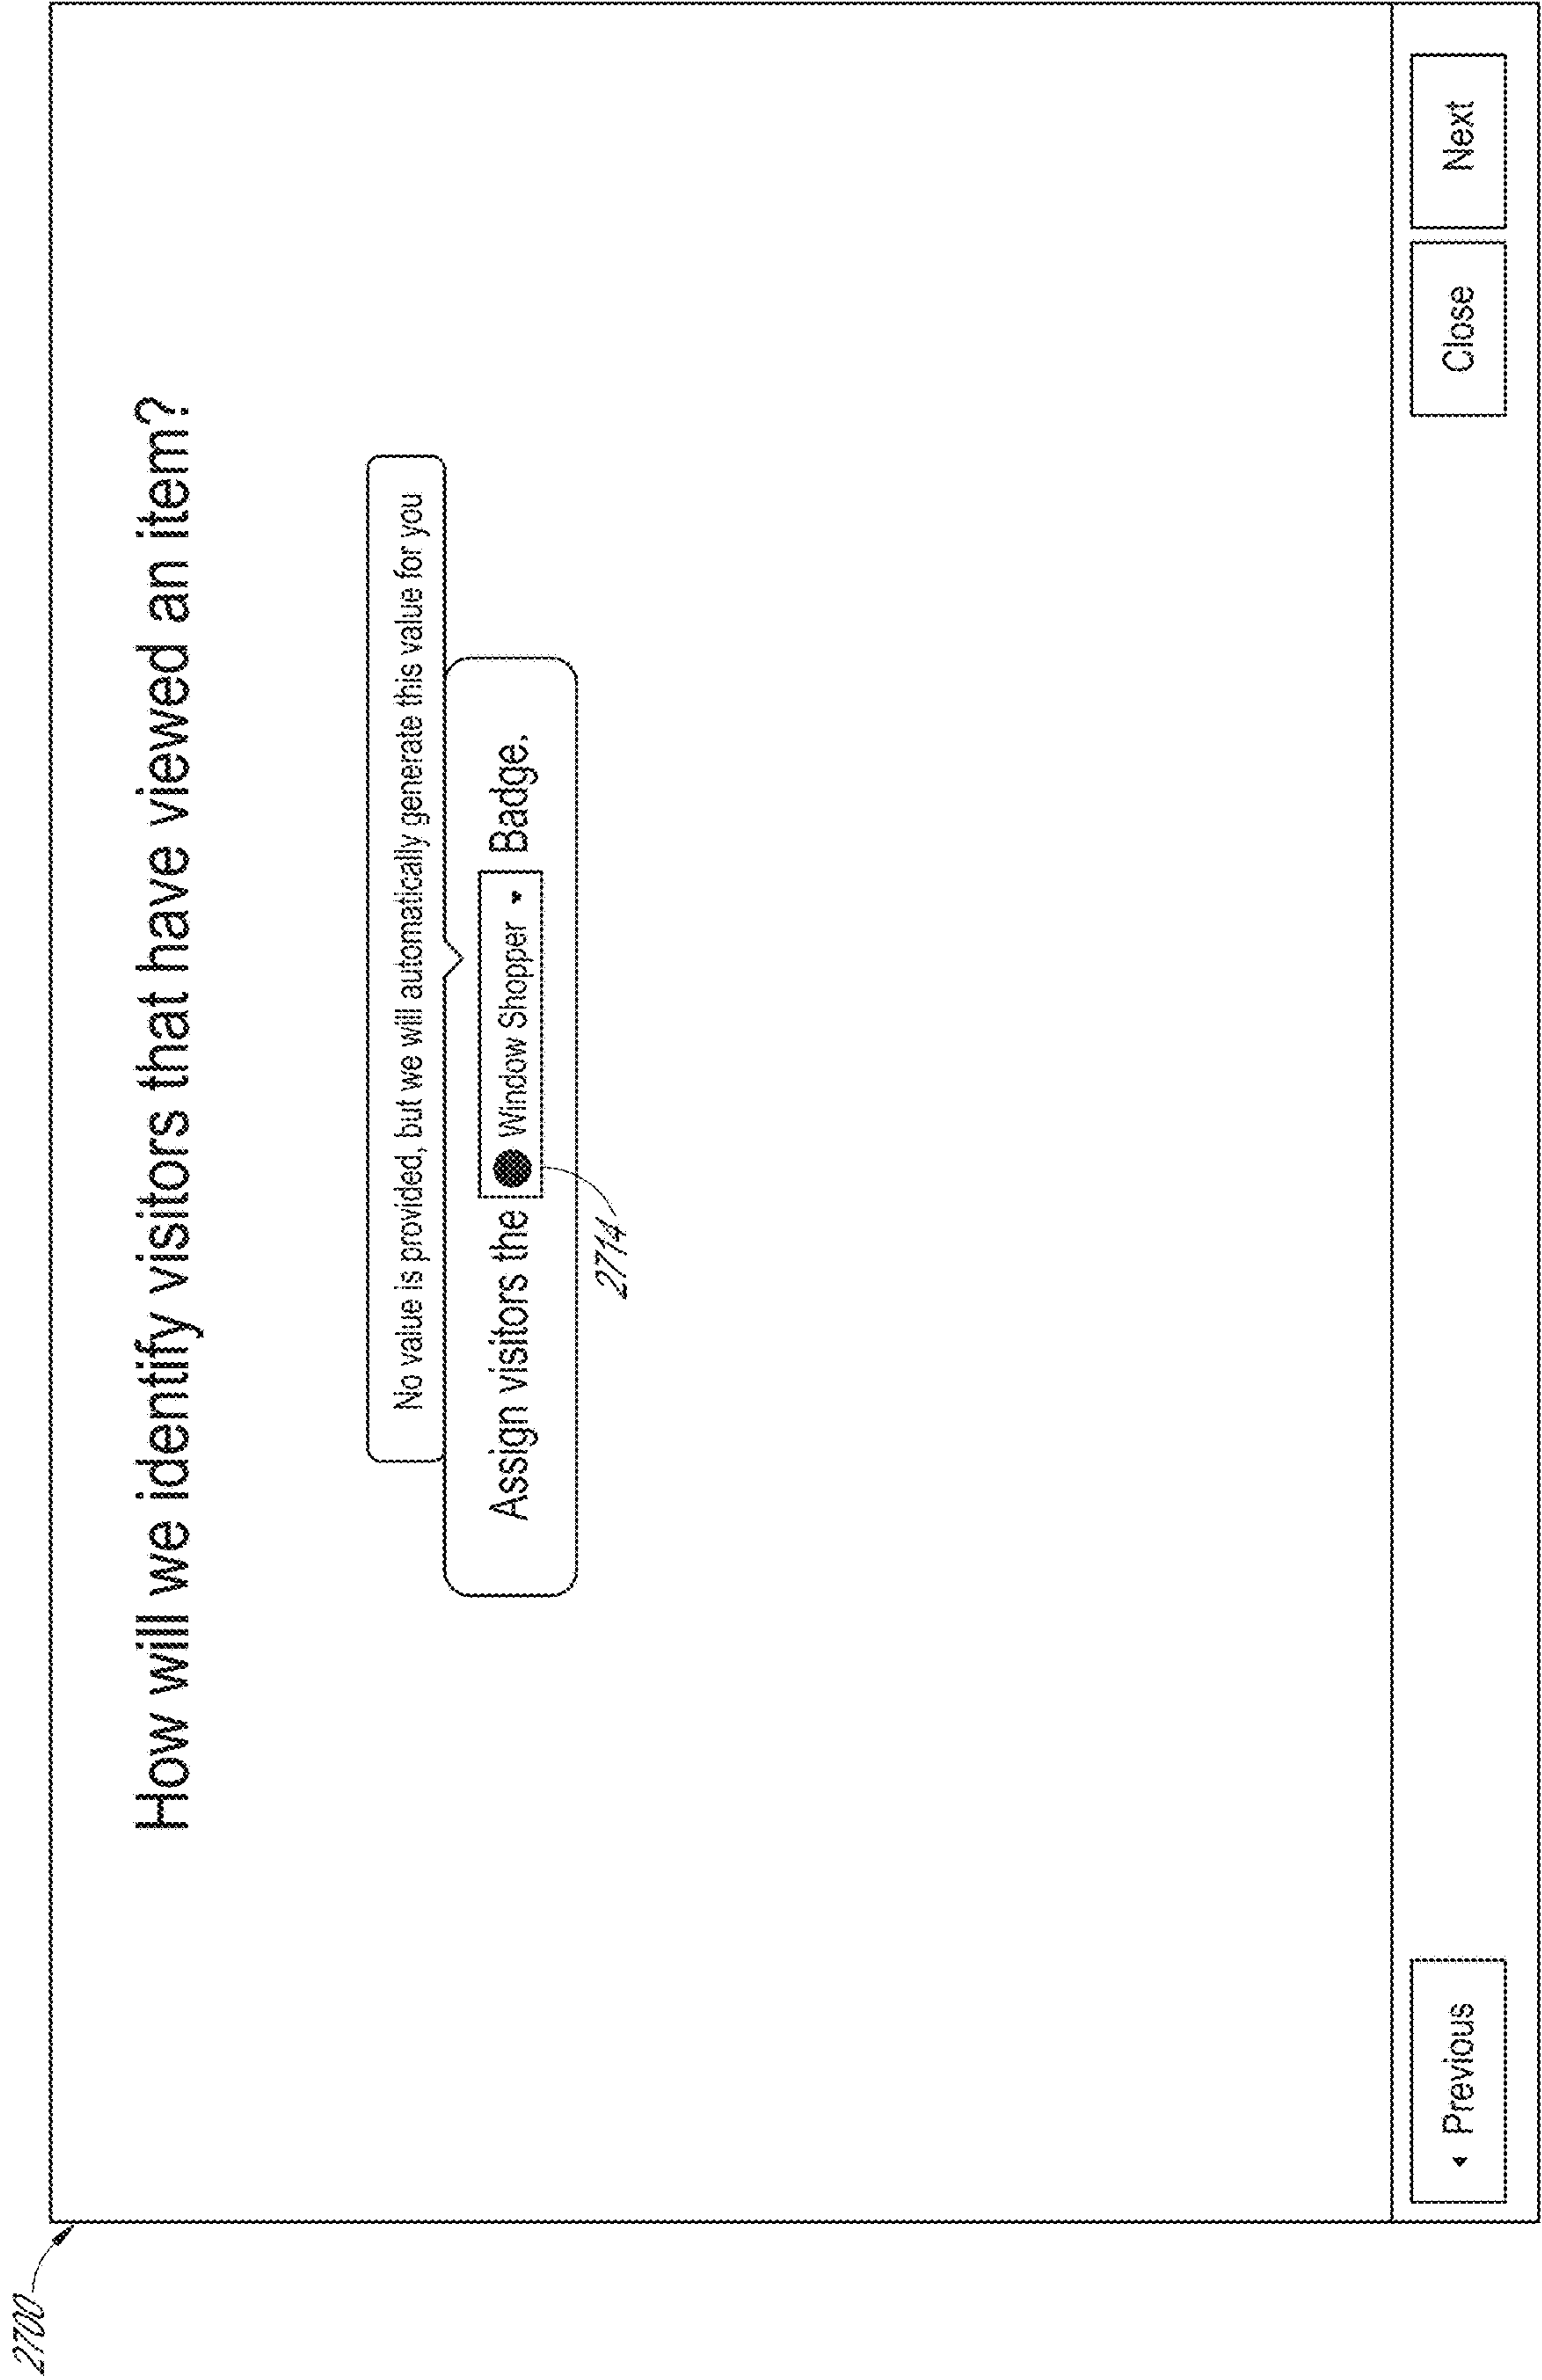 2700
How will we identify visitors that have viewed an item?
No value is provided, but we will automatically generate this value for you
Assign visitors the Window Shopper Badge.
2714
Previous Close Next